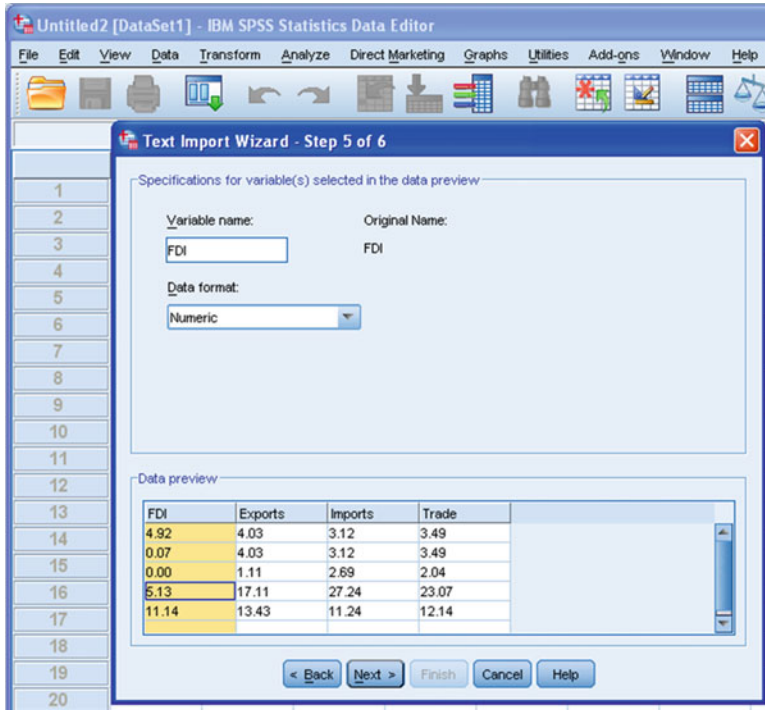 Untitled2 [DataSet1] - IBM SPSS Statistics Data Editor
File Edit View Data Transform Analyze Direct Marketing Graphs Utilities Add-ons Window Help
Text Import Wizard - Step 5 of 6
Specifications for variable(s) selected in the data preview
Variable name: Original Name:
FDI FDI
Data format:
Numeric
Data preview
FDI Exports Imports Trade
4.92 4.03 3.12 3.49
0.07 4.03 3.12 3.49
0.00 1.11 2.69 2.04
5.13 17.11 27.24 23.07
11.14 13.43 11.24 12.14
< Back Next > Finish Cancel Help
1
2
3
4
5
6
7
8
9
10
11
12
13
14
15
16
17
18
19
20